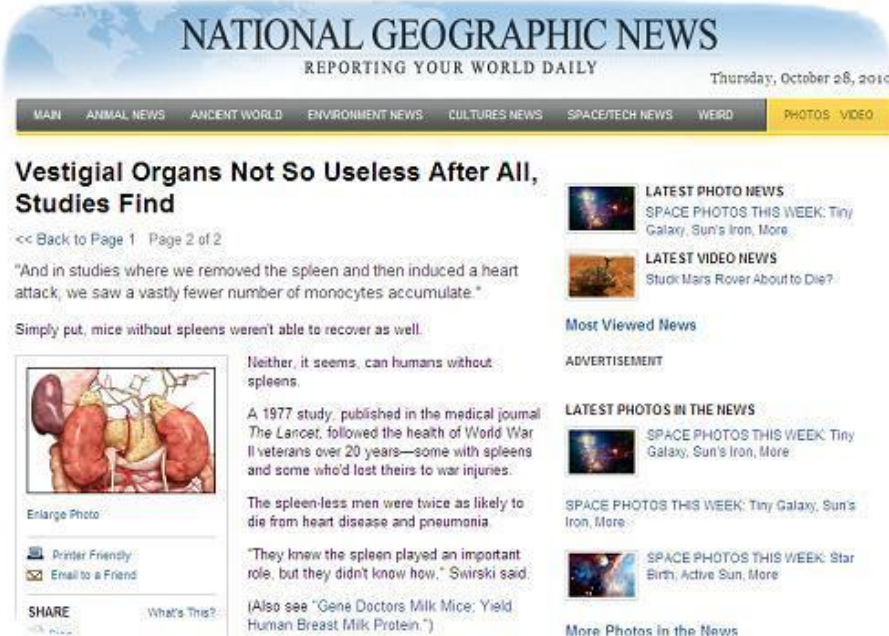 NATIONAL GEOGRAPHIC NEWS
REPORTING YOUR WORLD DAILY
Thursday, October 28, 2010
MAIN ANIMAL NEWS ANCIENT WORLD ENVIRONMENT NEWS CULTURES NEWS SPACE/TECH NEWS WEIRD PHOTOS VIDEO
Vestigial Organs Not So Useless After All,
Studies Find
<< Back to Page 1 Page 2 of 2
"And in studies where we removed the spleen and then induced a heart
attack, we saw a vastly fewer number of monocytes accumulate."
Simply put, mice without spleens weren't able to recover as well.
Neither, it seems, can humans without
spleens.
A 1977 study, published in the medical journal
The Lancet, followed the health of World War
II veterans over 20 years—some with spleens
and some who'd lost theirs to war injuries.
The spleen-less men were twice as likely to
die from heart disease and pneumonia.
"They knew the spleen played an important
role, but they didn't know how," Swirski said.
(Also see "Gene Doctors Milk Mice; Yield
Human Breast Milk Protein.")
Enlarge Photo
Printer Friendly
Email to a Friend
SHARE What's This?
LATEST PHOTO NEWS
SPACE PHOTOS THIS WEEK: Tiny
Galaxy, Sun's Iron, More
LATEST VIDEO NEWS
Stuck Mars Rover About to Die?
Most Viewed News
ADVERTISEMENT
LATEST PHOTOS IN THE NEWS
SPACE PHOTOS THIS WEEK: Tiny
Galaxy, Sun's Iron, More
SPACE PHOTOS THIS WEEK: Tiny Galaxy, Sun's
Iron, More
SPACE PHOTOS THIS WEEK: Star
Birth, Active Sun, More
More Photos in the News